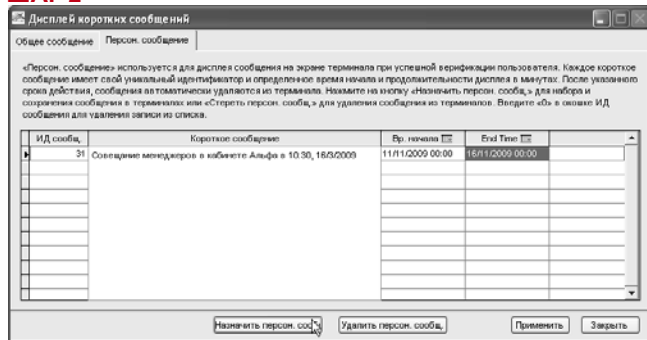 Дисплей коротких сообщений
Общее сообщение Персон. сообщение
«Персон. сообщение» используется для дисплея сообщения на экране терминала при успешной верификации пользователя. Каждое короткое
сообщение имеет свой уникальный идентификатор и определенное время начала и продолжительности дисплея в минутах. После указанного
срока действия, сообщения автоматически удаляются из терминала. Нажмите на кнопку «Назначить персон. сообщ.» для набора и
сохранения сообщения в терминалах или «Стереть персон. сообщ.» для удаления сообщения из терминалов. Введите «0» в окошке ИД
сообщения для удаления записи из списка.
ИД сообщ. Короткое сообщение Вр. начала End Time
31 Совещание менеджеров в кабинете Альфа в 10.30, 16/3/2009 11/11/2009 00:00 16/11/2009 00:00
Назначить персон. Удалить персон. сообщ. Применить Закрыть